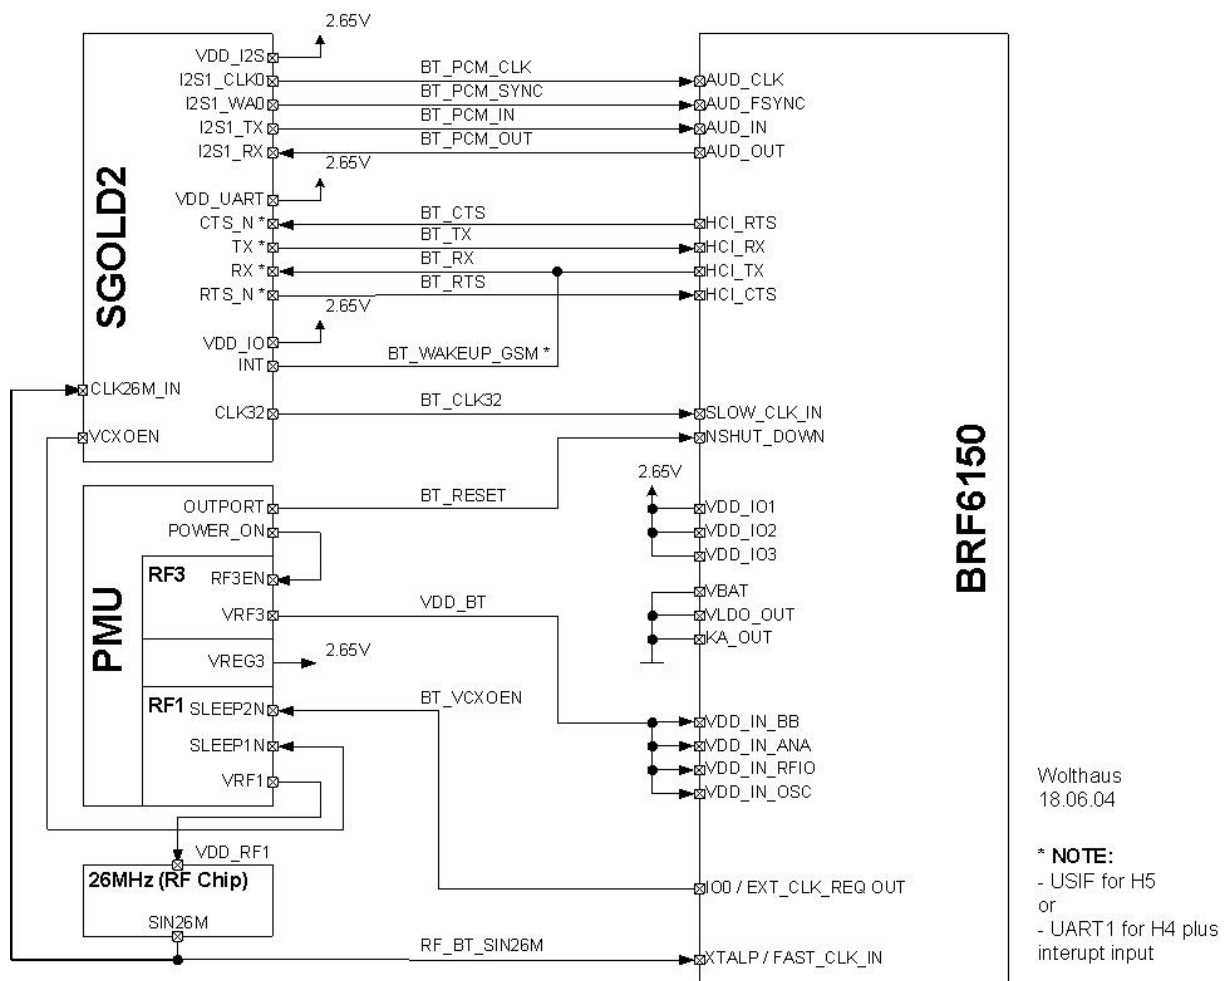 2.65V
VDD_I2S
I2S1_CLK0
BT_PCM_CLK
AUD_CLK
I2S1_WA0
BT_PCM_SYNC
AUD_FSYNC
I2S1_TX
BT_PCM_IN
AUD_IN
I2S1_RX
BT_PCM_OUT
AUD_OUT
2.65V
SGOLD2
VDD_UART
CTS_N *
BT_CTS
HCI_RTS
TX *
BT_TX
HCI_RX
RX *
BT_RX
HCI_TX
RTS_N *
BT_RTS
HCI_CTS
2.65V
VDD_IO
INT
BT_WAKEUP_GSM *
CLK26M_IN
CLK32
BT_CLK32
SLOW_CLK_IN
VCXOEN
NSHUT_DOWN
BRF6150
2.65V
OUTPORT
BT_RESET
VDD_IO1
POWER_ON
VDD_IO2
VDD_IO3
PMU
RF3
RF3EN
VBAT
VRF3
VDD_BT
VLDO_OUT
KA_OUT
VREG3
2.65V
RF1
SLEEP2N
BT_VCXOEN
VDD_IN_BB
SLEEP1N
VDD_IN_ANA
VDD_IN_RFIO
VRF1
VDD_IN_OSC
VDD_RF1
26MHz (RF Chip)
IO0 / EXT_CLK_REQ OUT
SIN26M
RF_BT_SIN26M
XTALP / FAST_CLK_IN
Wolthaus
18.06.04
* NOTE:
- USIF for H5
or
- UART1 for H4 plus
interupt input